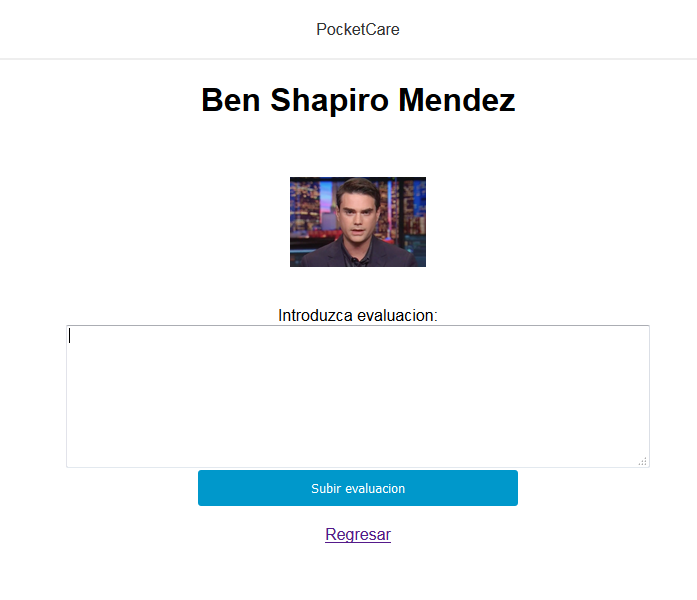 PocketCare
Ben Shapiro Mendez
Introduzca evaluacion:
Subir evaluacion
Regresar